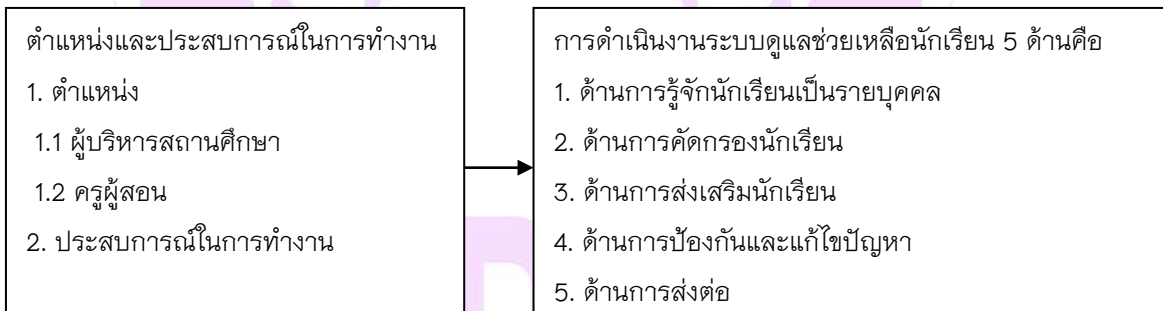 ตำแหน่งและประสบการณ์ในการทำงาน
1. ตำแหน่ง
1.1 ผู้บริหารสถานศึกษา
1.2 ครูผู้สอน
2. ประสบการณ์ในการทำงาน
การดำเนินงานระบบดูแลช่วยเหลือนักเรียน 5 ด้านคือ
1. ด้านการรู้จักนักเรียนเป็นรายบุคคล
2. ด้านการคัดกรองนักเรียน
3. ด้านการส่งเสริมนักเรียน
4. ด้านการป้องกันและแก้ไขปัญหา
5. ด้านการส่งต่อ